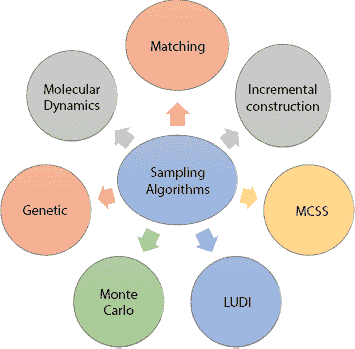 Matching
Molecular
Dynamics
Incremental
construction
Sampling
Algorithms
Genetic
MCSS
Monte
Carlo
LUDI